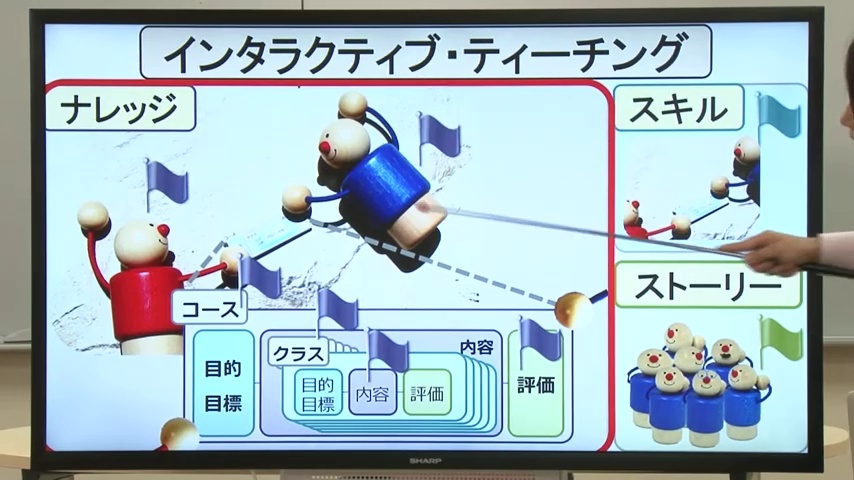 インタラクティブ・ティーチング
ナレッジ
スキル
コース
クラス
内容
目的
目標
目的
目標
内容
評価
評価
ストーリー
SHARP